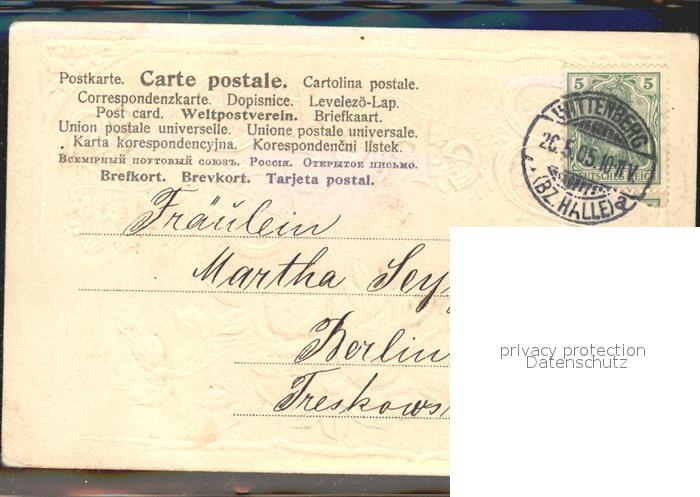 Postkarte. Carte postale. Cartolina postale.
Correspondenzkarte. Dopisnice. Levelező-Lap.
Post card. Weltpostverein. Briefkaart.
Union postale universelle. Unione postale universale.
Karta korespondencyjna. Korespondenční lístek.
Всемірный почтовый союзъ. Россія. Открытое письмо.
Brefkort. Brevkort. Tarjeta postal.
5 5
DEUTSCHES REICH
WITTENBERG
26.5.05.10-11V.
(BZ.HALLE) a
Fräulein
Martha
Berlin
privacy protection
Datenschutz